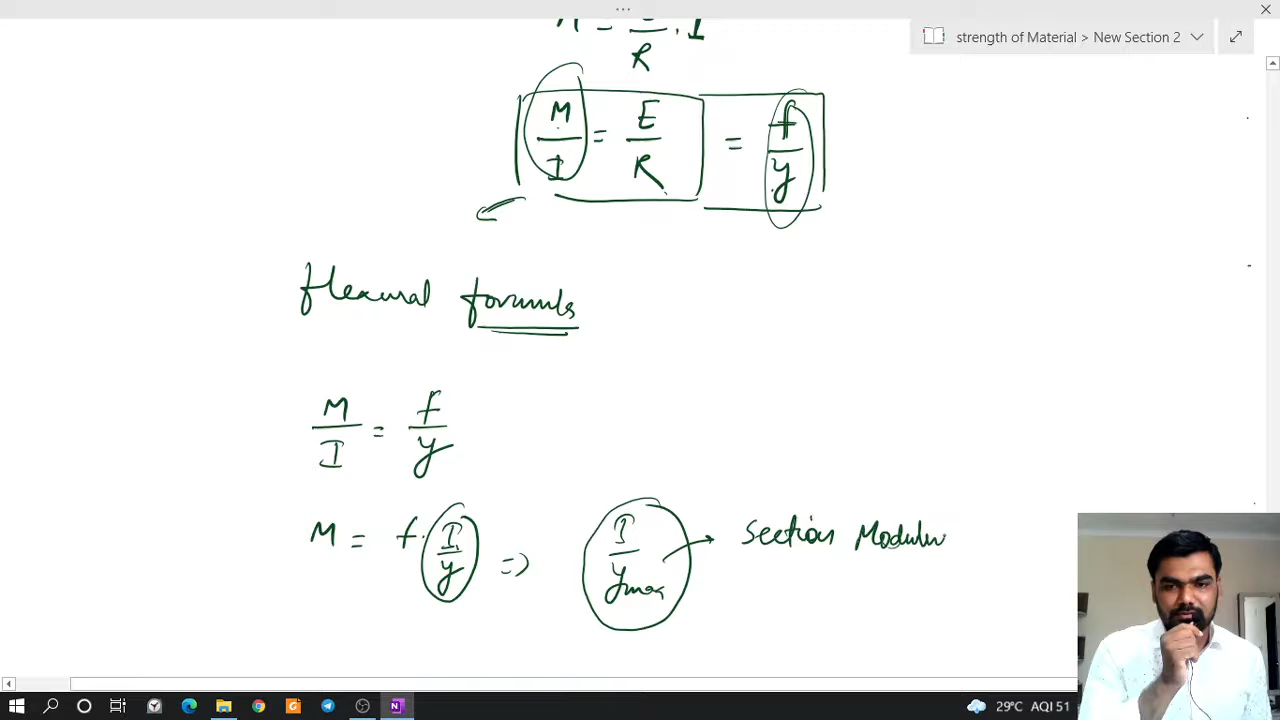 ...
strength of Material > New Section 2
M = E/R . I
M/I = E/R = f/y
flexural formula
M/I = f/y
M = f. I/y => I/ymax → Section Modulus
29°C AQI 51